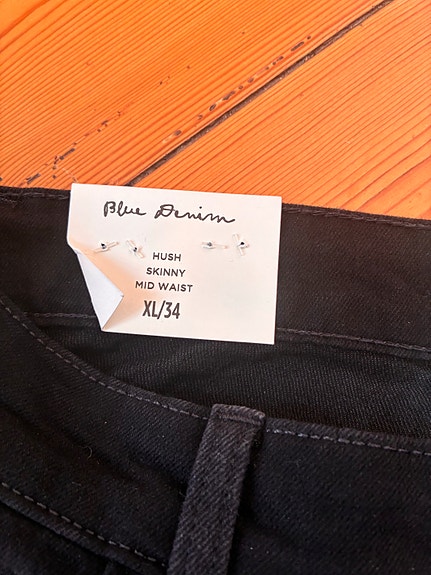 Blue Denim
HUSH
SKINNY
MID WAIST
XL/34